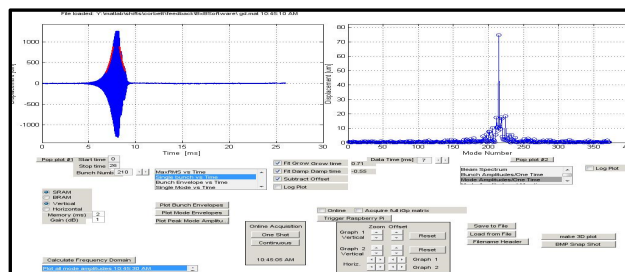 File loaded: Y:\matlab\shifts\corbett\feedback\BxBSoftware\ gd.mat 10:45:10 AM
Displacement [um]
1000
500
0
-500
-1000
0 5 10 15 20 25 30
Time [ms]
Displacement [um]
80
70
60
50
40
30
20
10
0
0 50 100 150 200 250 300 350
Mode Number
Pop plot #1
Start time 0
Stop time 26
Bunch Numb 210
MaxRMS vs Time
Single Bunch vs Time
Bunch Envelope vs Time
Single Mode vs Time
Fit Grow Grow time 0.71
Fit Damp Damp time -0.55
Subtract Offset
Log Plot
Data Time [ms] 7
Pop plot #2
Beam Spectrum
Bunch Amplitudes/One Time
Mode Amplitudes/One Time
Log Plot
SRAM
BRAM
Vertical
Horizontal
Memory (ms) 2
Gain (dB) 1
Plot Bunch Envelopes
Plot Mode Envelopes
Plot Peak Mode Amplitu
Online Acquisition
One Shot
Continuous
10:45:05 AM
Online
Acquire full IQp matrix
Trigger Raspberry Pi
Zoom Offset
Graph 1
Vertical
Reset
Graph 2
Vertical
Reset
Horiz.
Graph 1
Graph 2
Save to File
Load from File
Filename Header
make 3D plot
BMP Snap Shot
Calculate Frequency Domain
Plot all mode amplitudes 10:45:20 AM